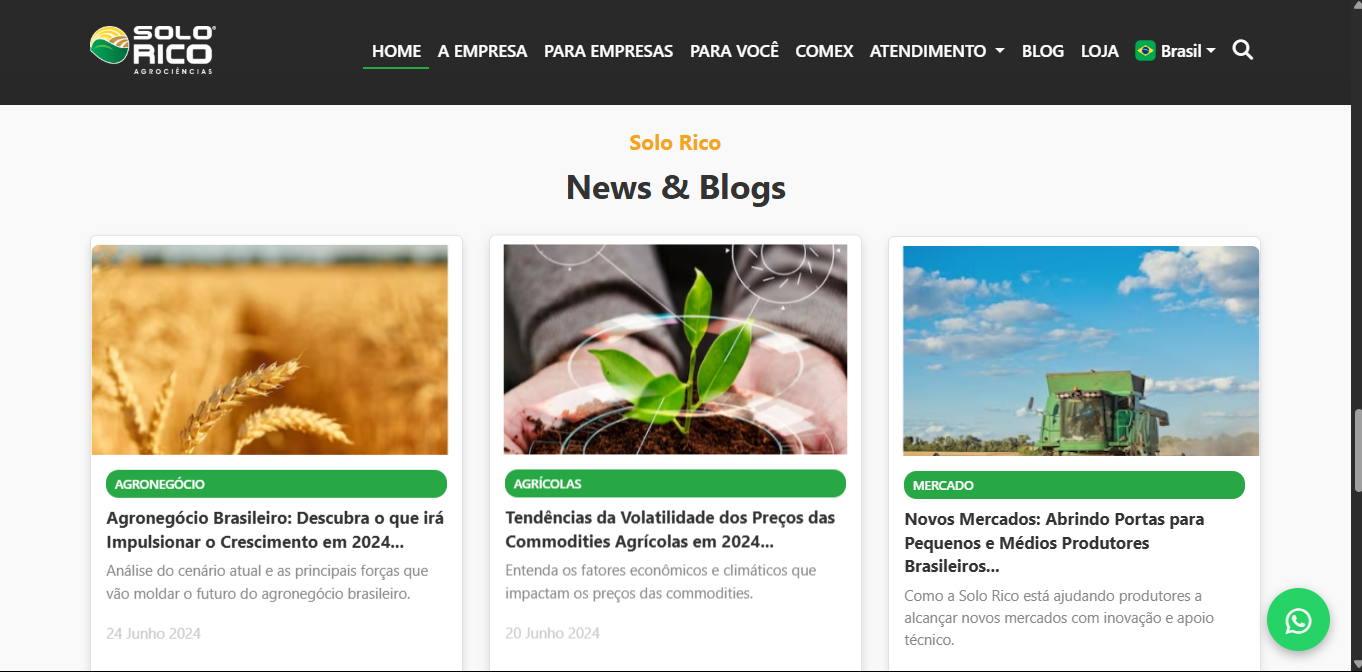 SOLO
RICO
AGROCIÊNCIAS
HOME A EMPRESA PARA EMPRESAS PARA VOCÊ COMEX ATENDIMENTO BLOG LOJA Brasil
Solo Rico
News & Blogs
AGRONEGÓCIO
Agronegócio Brasileiro: Descubra o que irá
Impulsionar o Crescimento em 2024...
Análise do cenário atual e as principais forças que
vão moldar o futuro do agronegócio brasileiro.
24 Junho 2024
AGRÍCOLAS
Tendências da Volatilidade dos Preços das
Commodities Agrícolas em 2024...
Entenda os fatores econômicos e climáticos que
impactam os preços das commodities.
20 Junho 2024
MERCADO
Novos Mercados: Abrindo Portas para
Pequenos e Médios Produtores
Brasileiros...
Como a Solo Rico está ajudando produtores a
alcançar novos mercados com inovação e apoio
técnico.